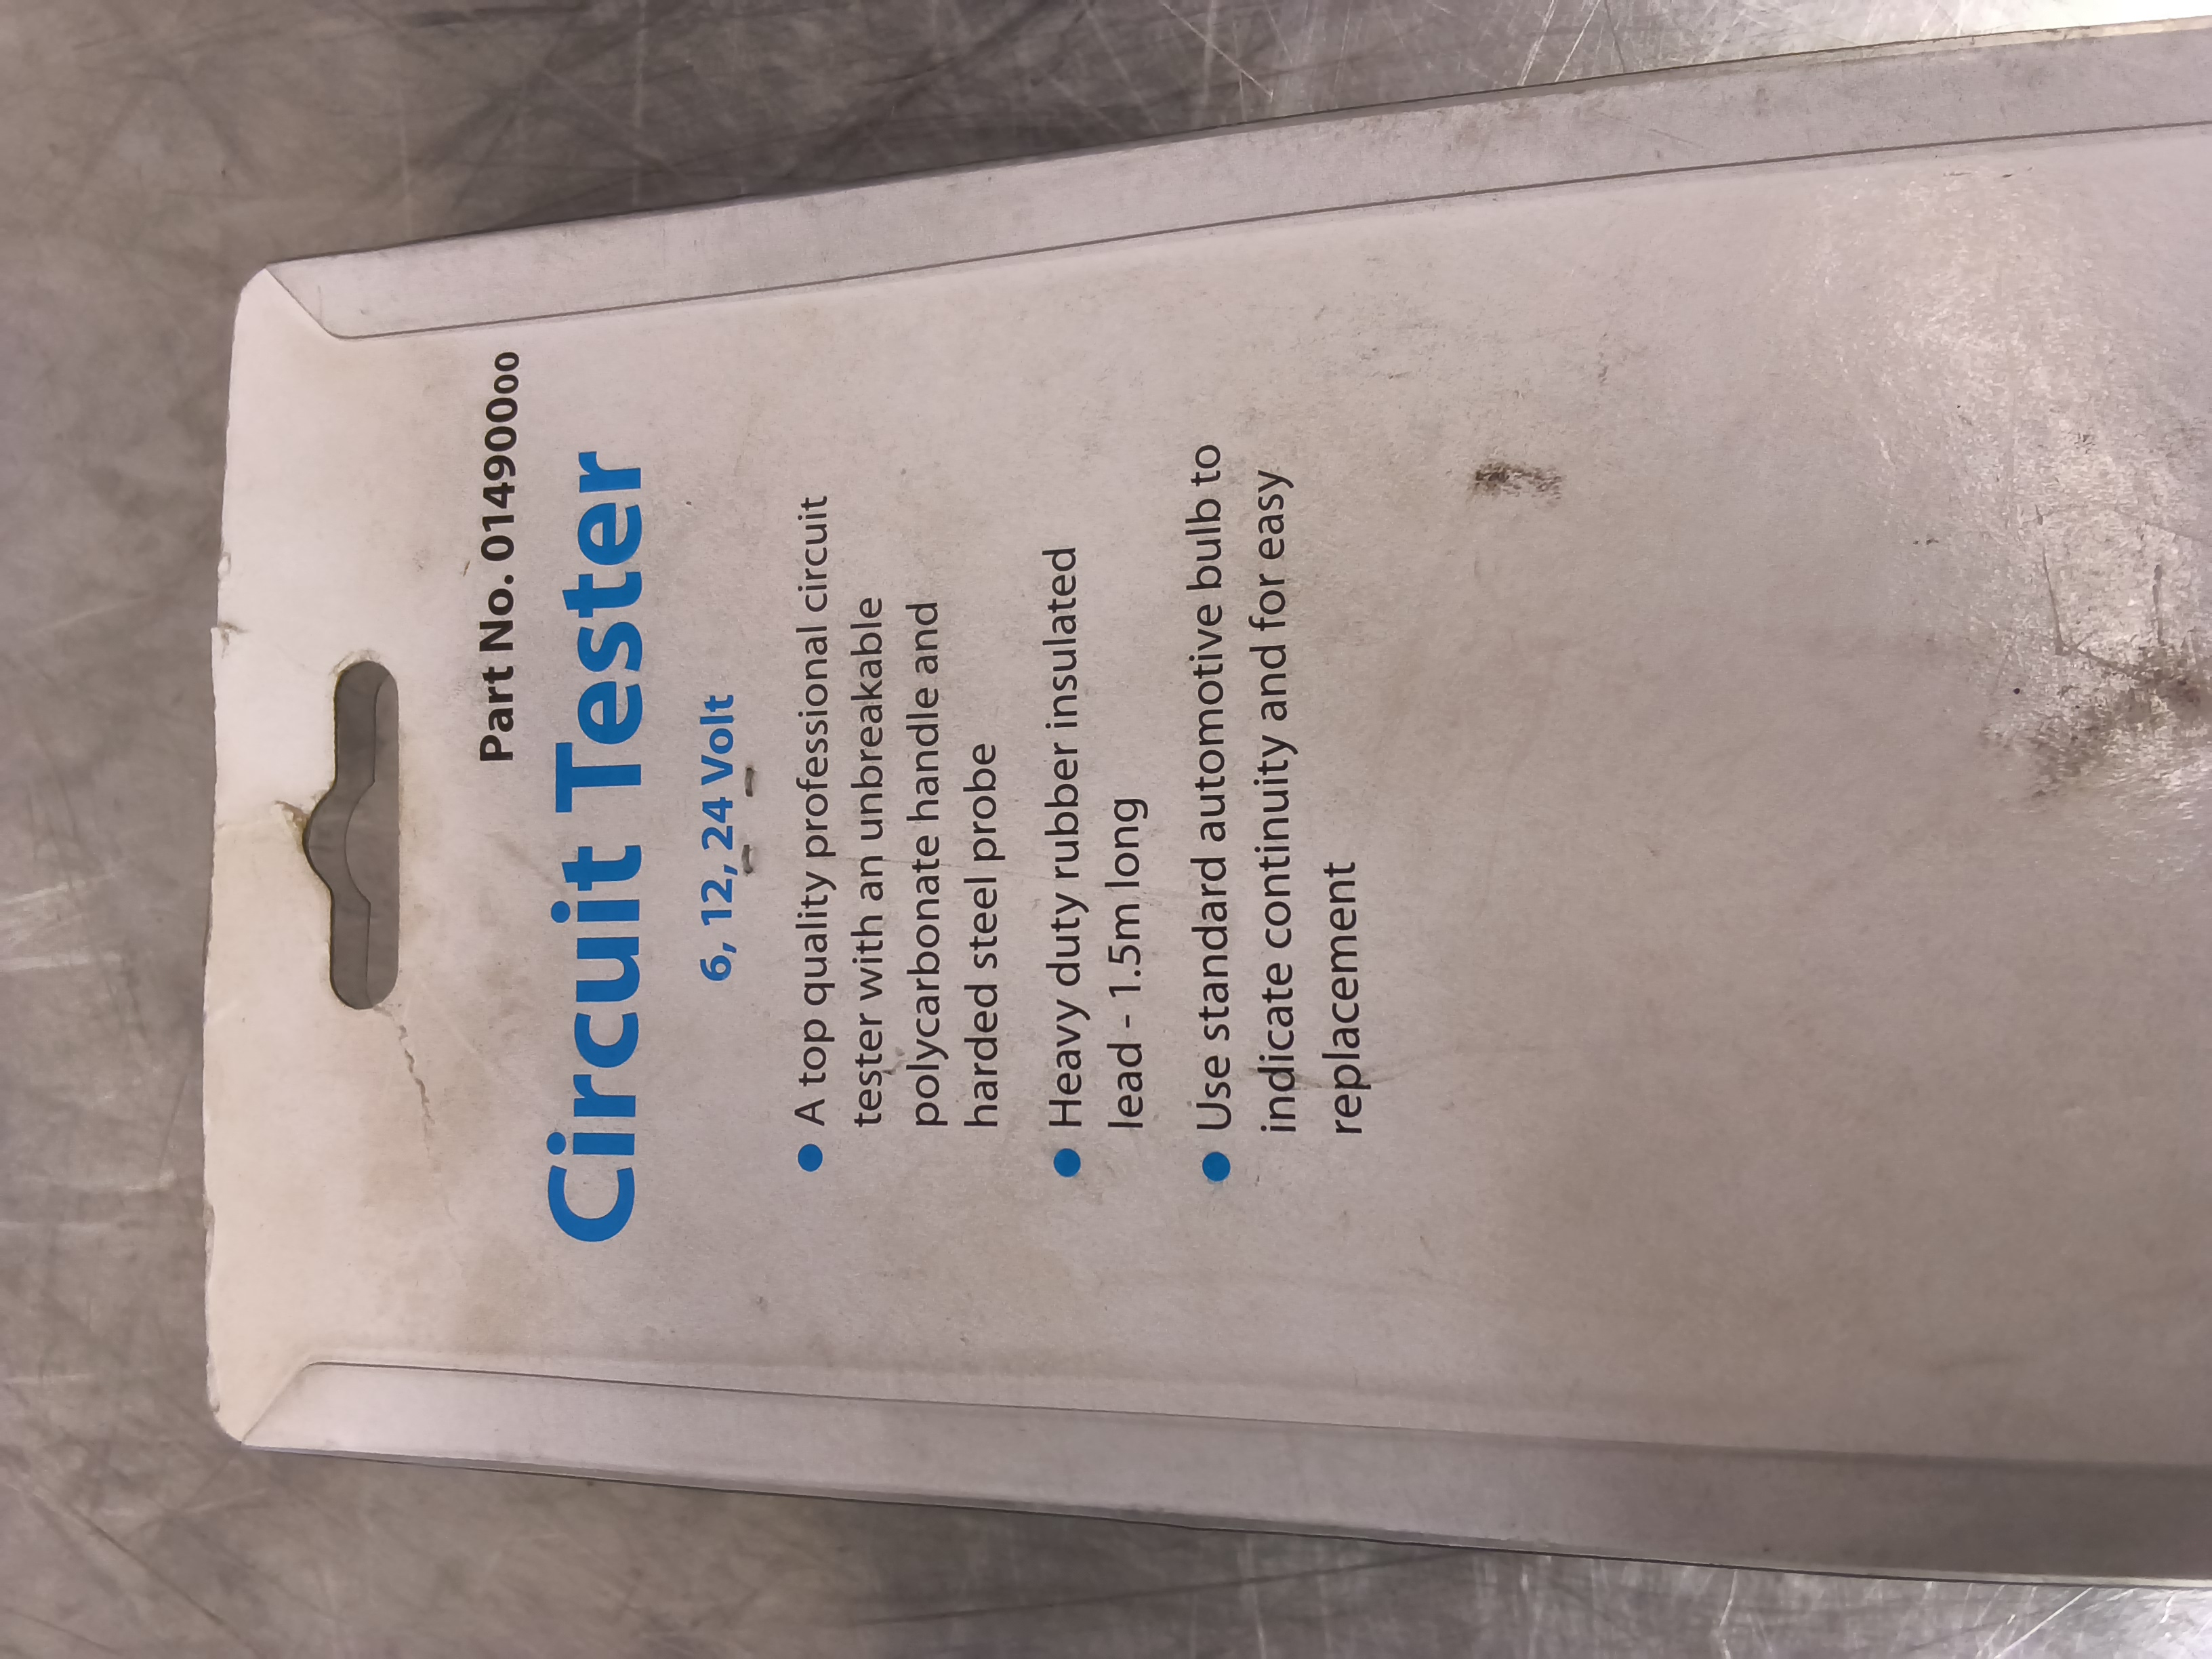 Part No. 01490000
Circuit Tester
6, 12, 24 Volt
● A top quality professional circuit
tester with an unbreakable
polycarbonate handle and
harded steel probe
● Heavy duty rubber insulated
lead - 1.5m long
● Use standard automotive bulb to
indicate continuity and for easy
replacement